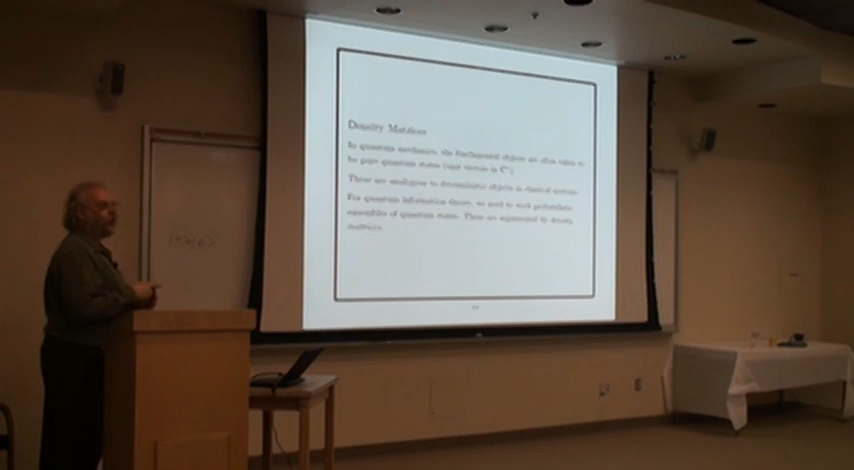 Density Matrices
In quantum mechanics, the fundamental objects are often taken to
be pure quantum states (unit vectors in
These are analogous to deterministic objects in classical systems.
For quantum information theory, we need to work probabilistic
ensembles of quantum states. These are represented by density
matrices.